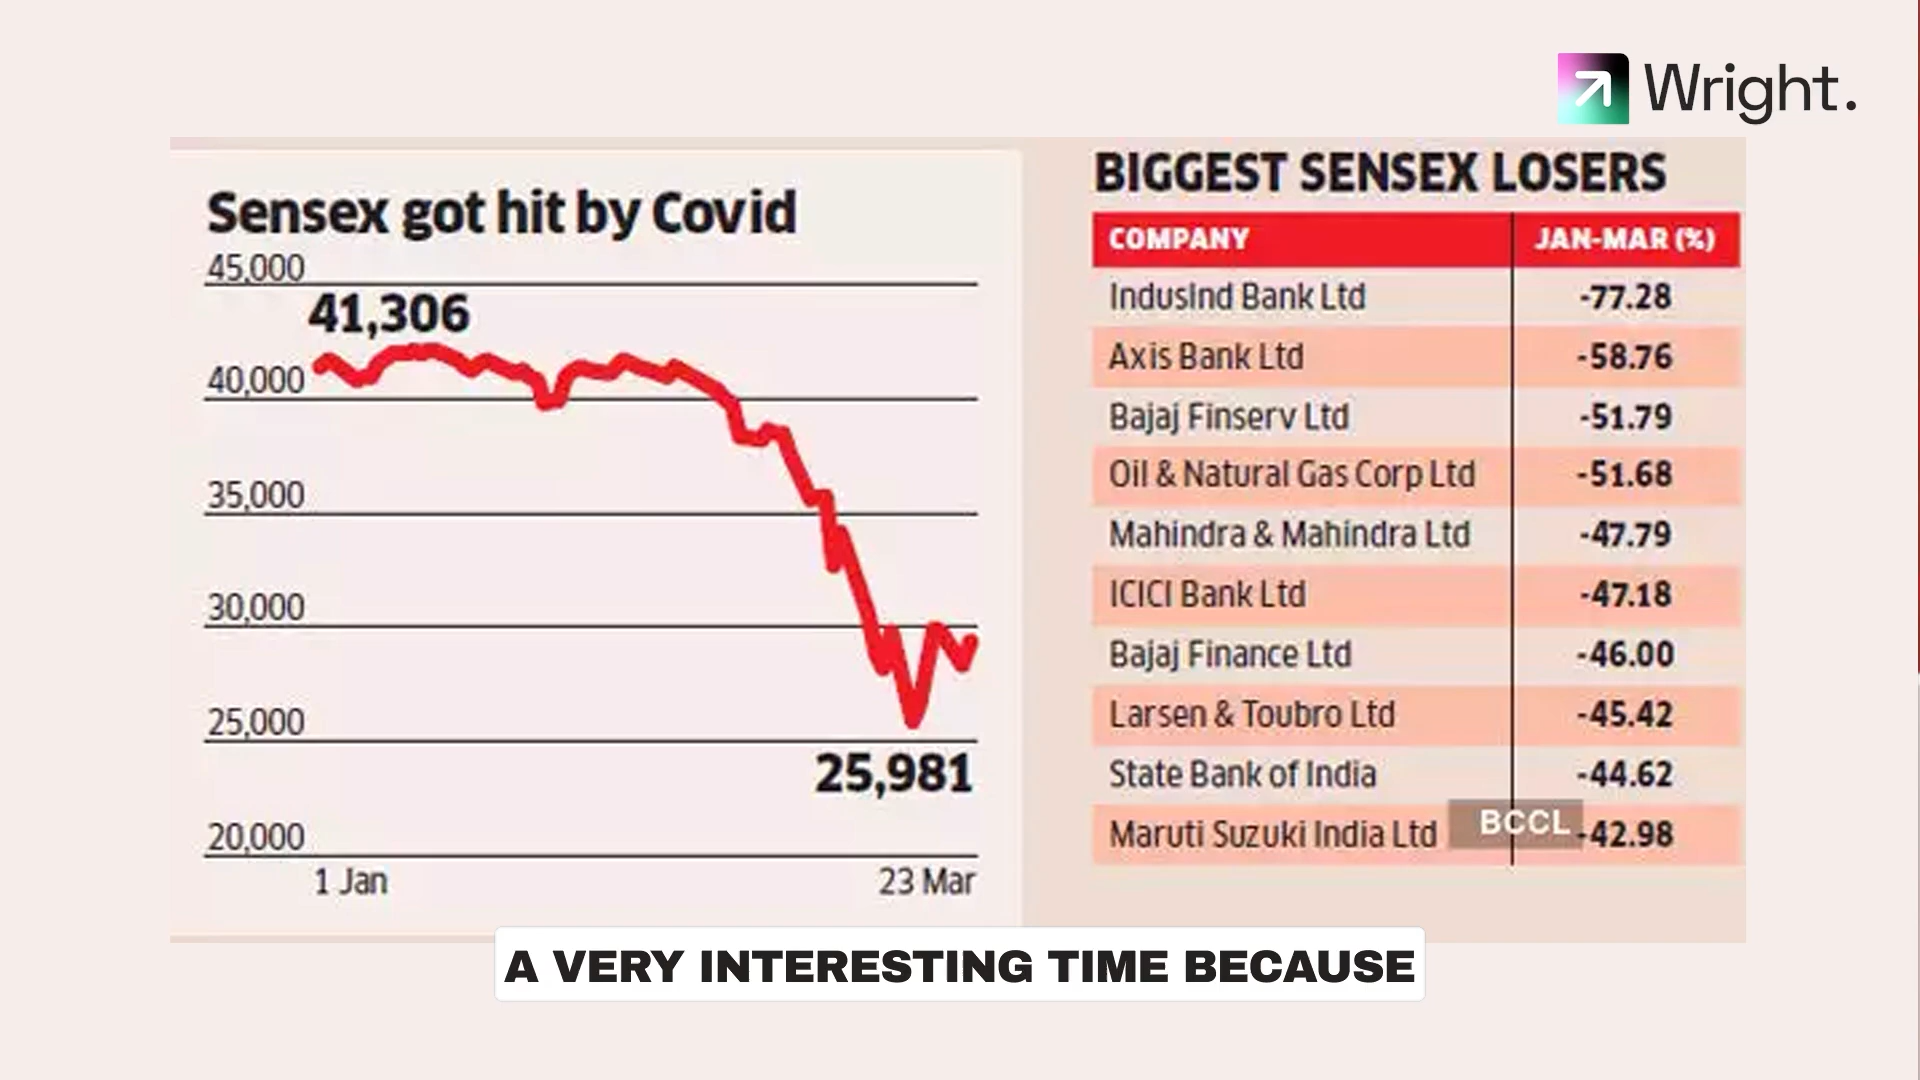 Wright.
Sensex got hit by Covid
45,000
41,306
40,000
35,000
30,000
25,000
25,981
20,000
1 Jan 23 Mar
BIGGEST SENSEX LOSERS
COMPANY JAN-MAR (%)
IndusInd Bank Ltd -77.28
Axis Bank Ltd -58.76
Bajaj Finserv Ltd -51.79
Oil & Natural Gas Corp Ltd -51.68
Mahindra & Mahindra Ltd -47.79
ICICI Bank Ltd -47.18
Bajaj Finance Ltd -46.00
Larsen & Toubro Ltd -45.42
State Bank of India -44.62
Maruti Suzuki India Ltd -42.98
BCCL
A VERY INTERESTING TIME BECAUSE